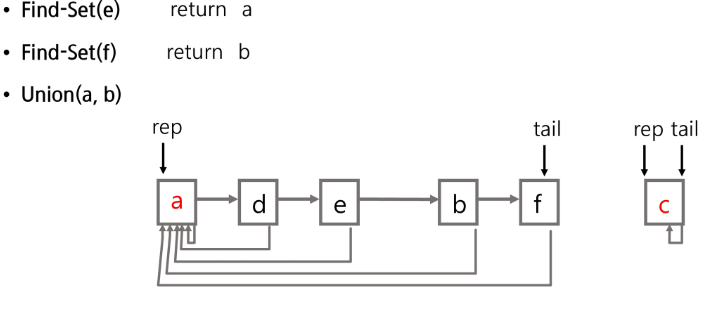 • Find-Set(e) return a
• Find-Set(f) return b
• Union(a, b)
rep tail rep tail
a d e b f c